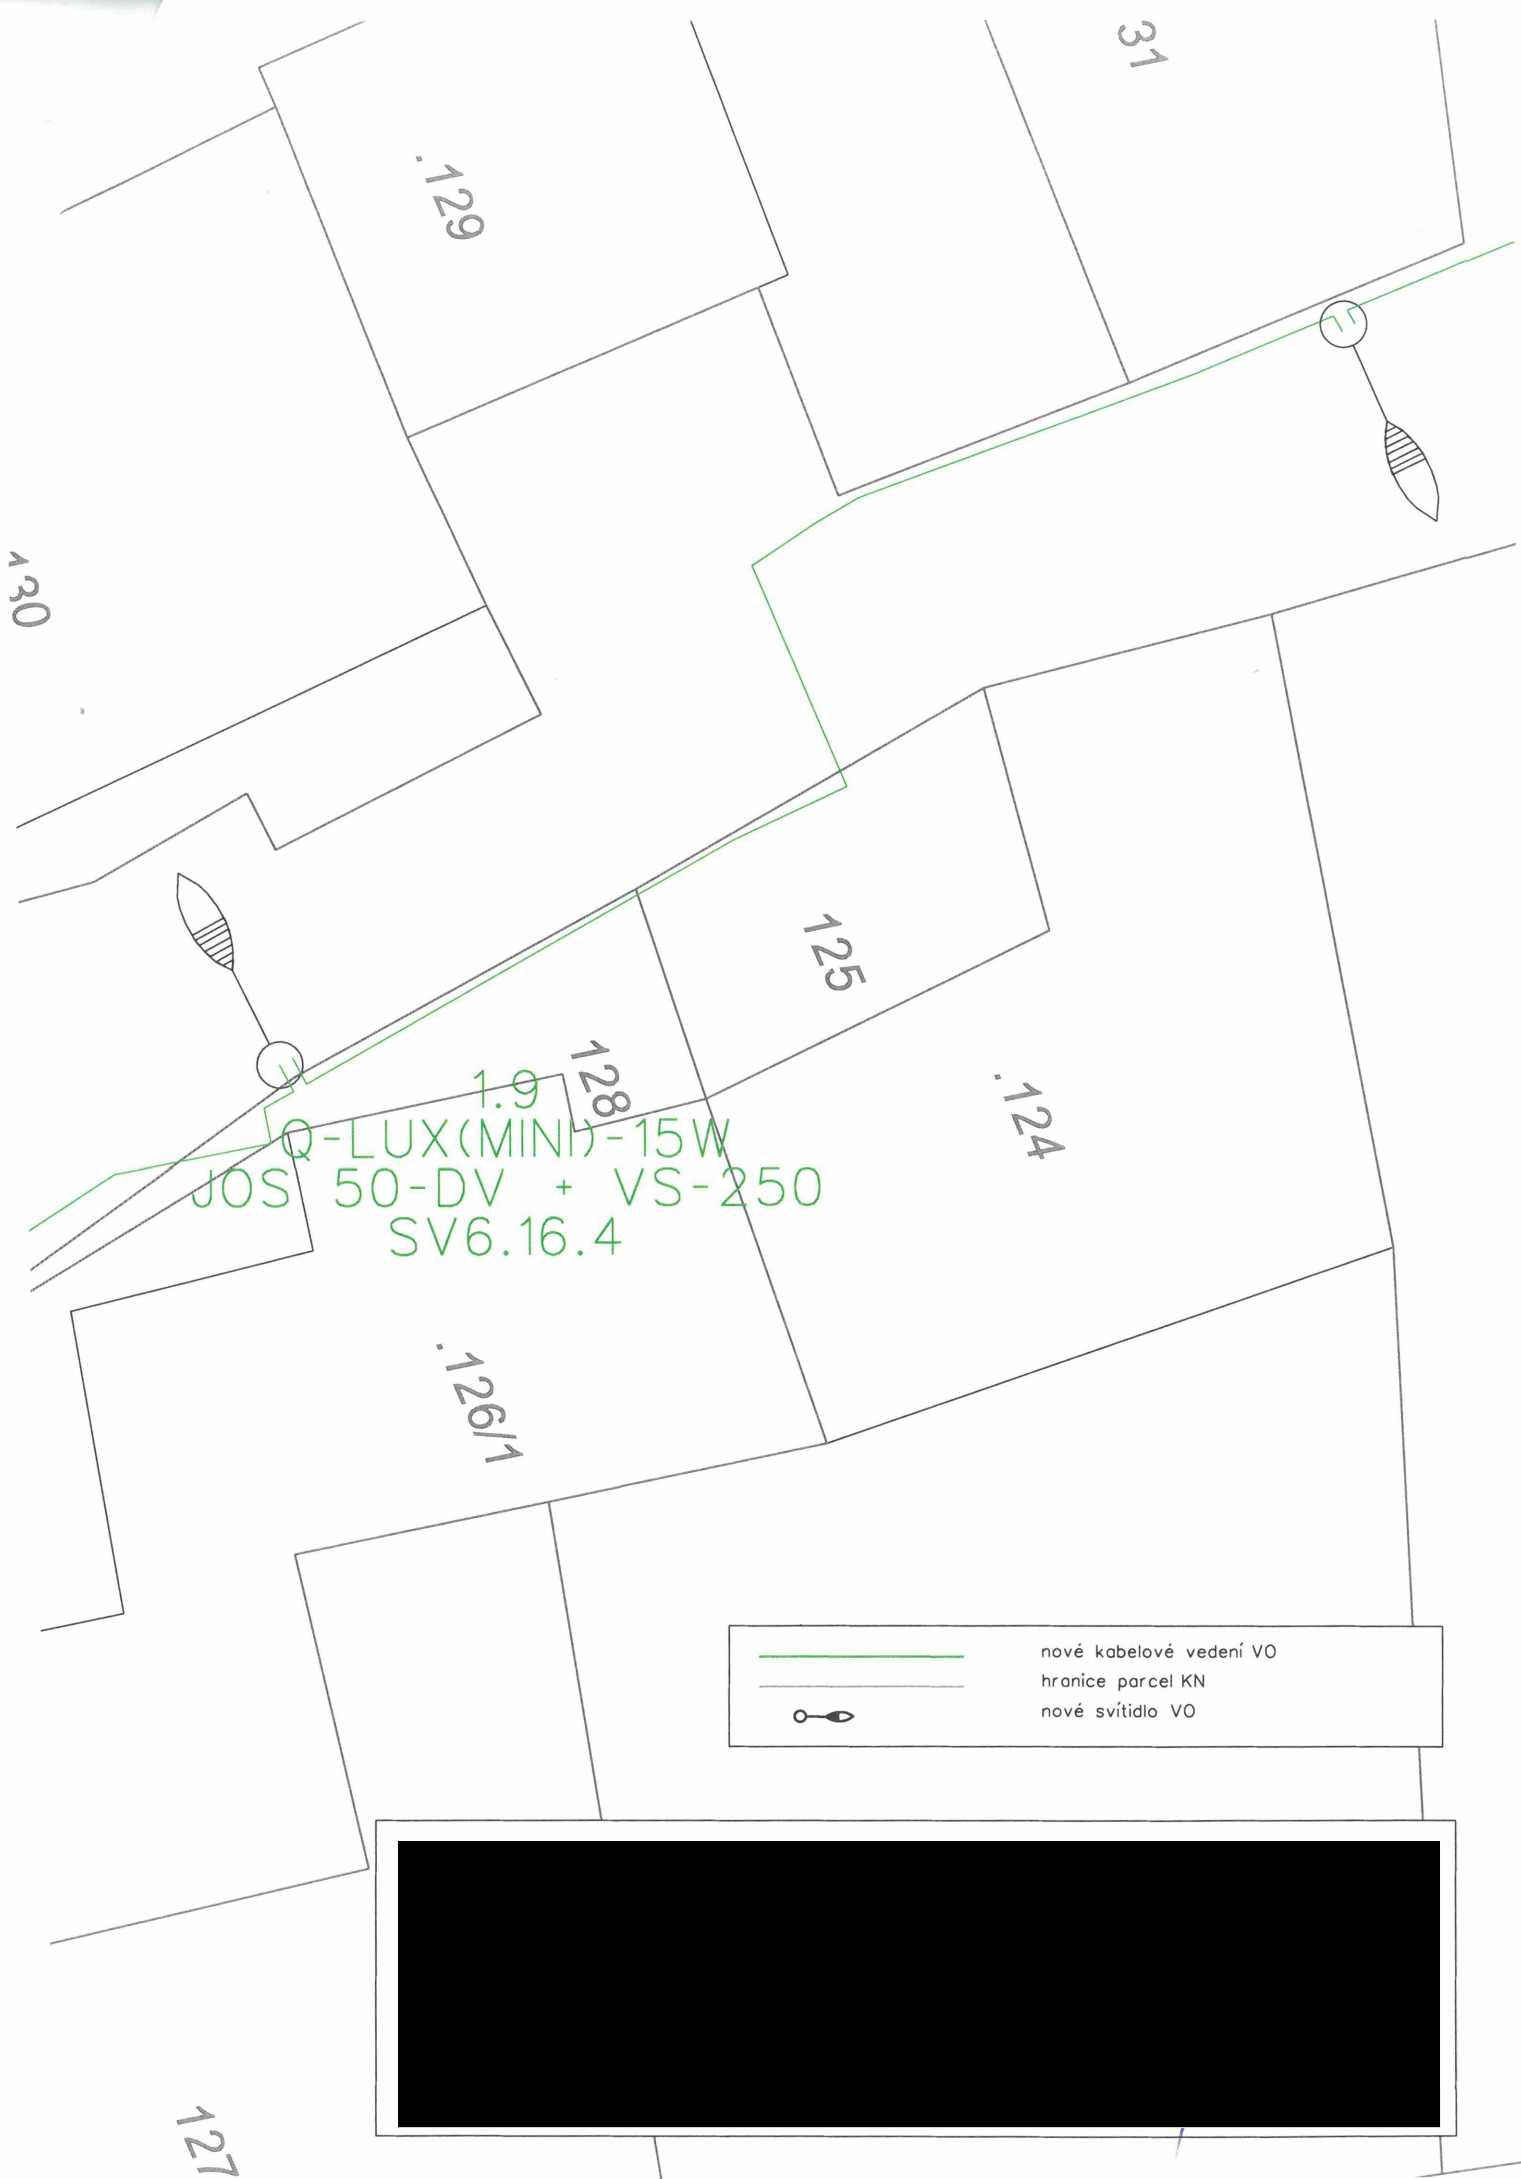 31
.129
130
125
128
1.9
Q-LUX(MINI)-15W
JOS 50-DV + VS-250
SV6.16.4
.124
.126/1
nové kabelové vedení VO
hranice parcel KN
nové svítidlo VO
127